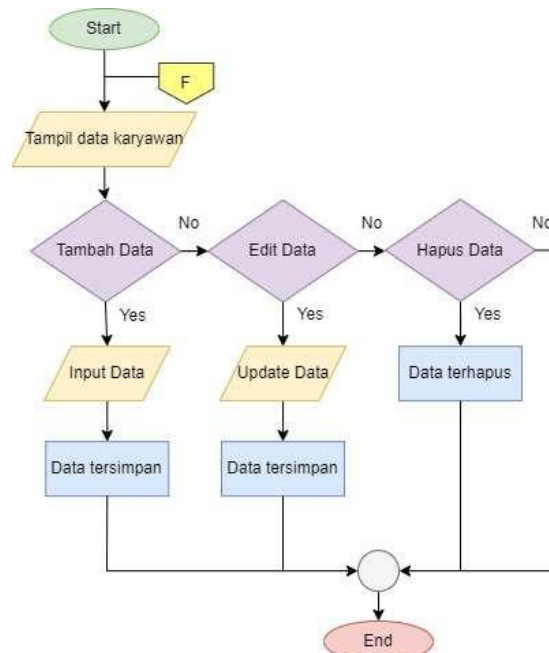 Start
F
Tampil data karyawan
Tambah Data
No
Edit Data
No
Hapus Data
No
Yes
Yes
Yes
Input Data
Update Data
Data terhapus
Data tersimpan
Data tersimpan
End